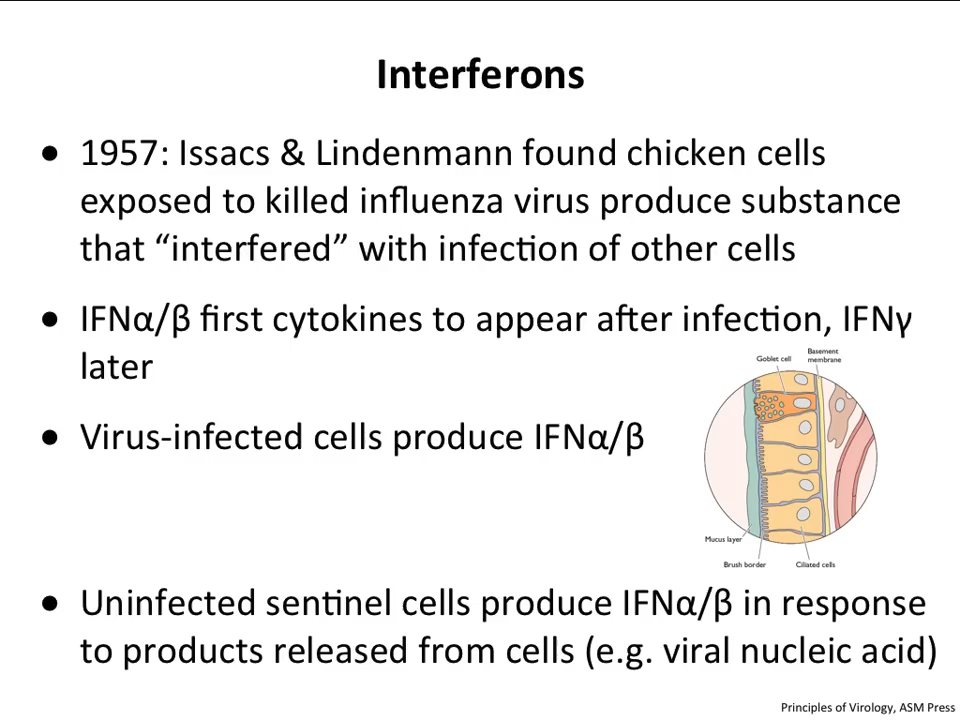 Interferons
• 1957: Issacs & Lindenmann found chicken cells
exposed to killed influenza virus produce substance
that “interfered” with infection of other cells
• IFNα/β first cytokines to appear after infection, IFNγ
later
Goblet cell
Basement
membrane
• Virus-infected cells produce IFNα/β
Mucus layer
Brush border
Ciliated cells
• Uninfected sentinel cells produce IFNα/β in response
to products released from cells (e.g. viral nucleic acid)
Principles of Virology, ASM Press